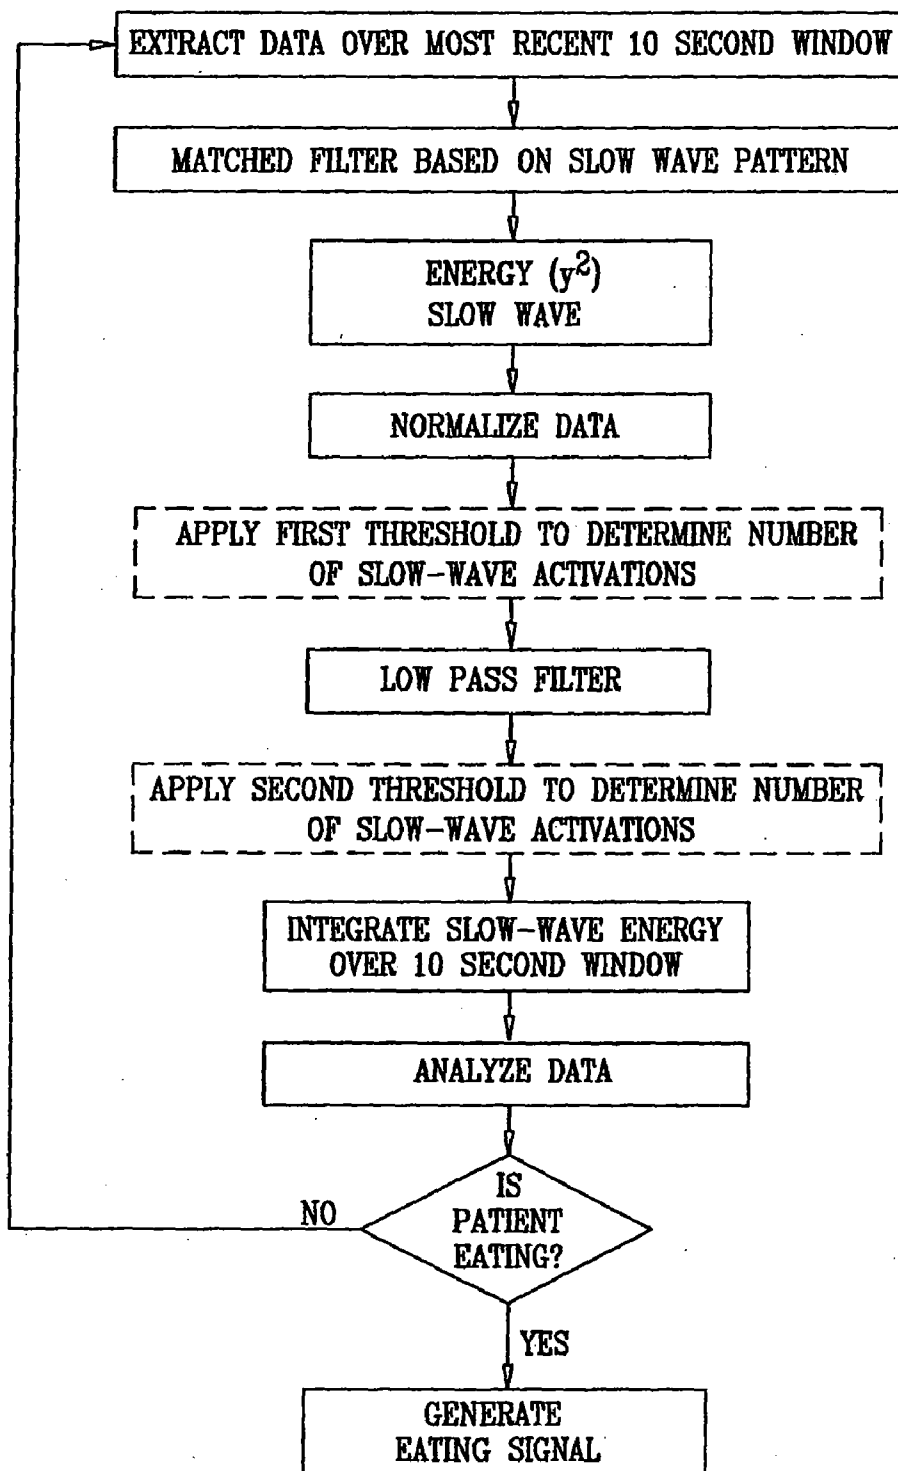 EXTRACT DATA OVER MOST RECENT 10 SECOND WINDOW
MATCHED FILTER BASED ON SLOW WAVE PATTERN
ENERGY (y²)
SLOW WAVE
NORMALIZE DATA
APPLY FIRST THRESHOLD TO DETERMINE NUMBER
OF SLOW-WAVE ACTIVATIONS
LOW PASS FILTER
APPLY SECOND THRESHOLD TO DETERMINE NUMBER
OF SLOW-WAVE ACTIVATIONS
INTEGRATE SLOW-WAVE ENERGY
OVER 10 SECOND WINDOW
ANALYZE DATA
IS
PATIENT
EATING?
NO
YES
GENERATE
EATING SIGNAL